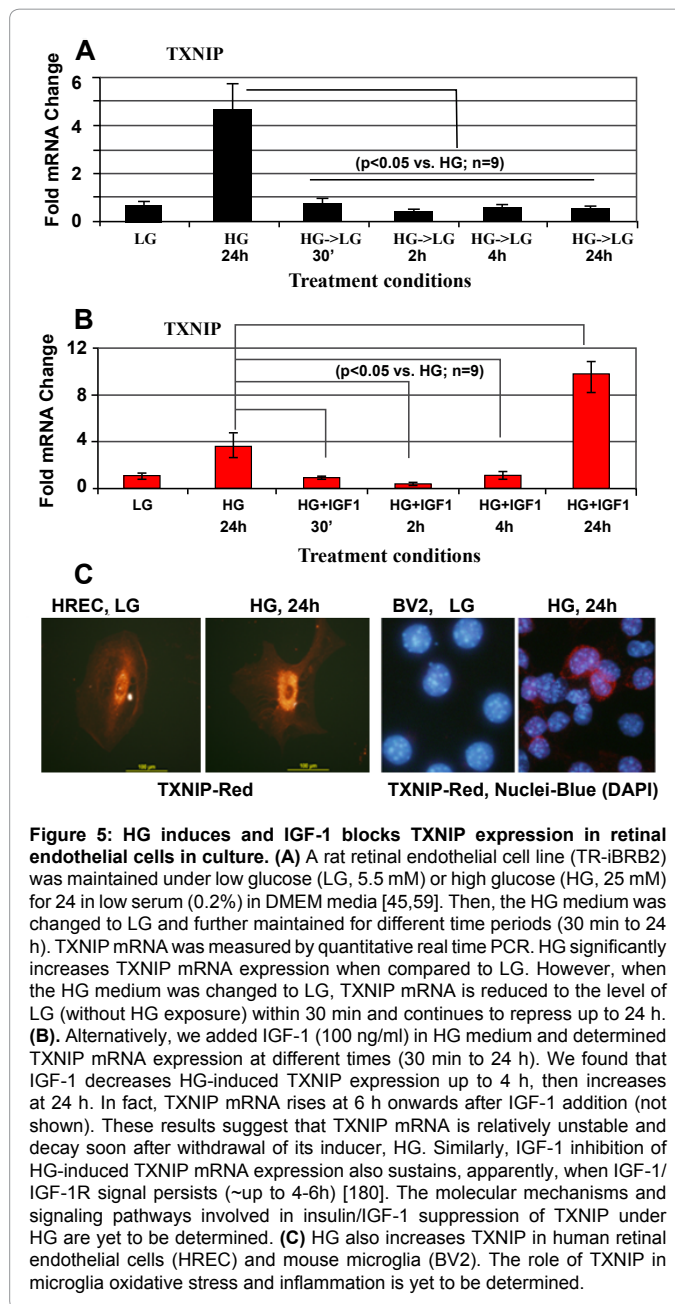 A
TXNIP
Fold mRNA Change
6
4
2
0
(p<0.05 vs. HG; n=9)
LG HG HG->LG HG->LG HG->LG HG->LG
24h 30’ 2h 4h 24h
Treatment conditions
B
TXNIP
Fold mRNA Change
12
8
4
0
(p<0.05 vs. HG; n=9)
LG HG HG+IGF1 HG+IGF1 HG+IGF1 HG+IGF1
24h 30’ 2h 4h 24h
Treatment conditions
C
HREC, LG HG, 24h BV2, LG HG, 24h
100 µm 100 µm
TXNIP-Red TXNIP-Red, Nuclei-Blue (DAPI)
Figure 5: HG induces and IGF-1 blocks TXNIP expression in retinal
endothelial cells in culture. (A) A rat retinal endothelial cell line (TR-iBRB2)
was maintained under low glucose (LG, 5.5 mM) or high glucose (HG, 25 mM)
for 24 in low serum (0.2%) in DMEM media [45,59]. Then, the HG medium was
changed to LG and further maintained for different time periods (30 min to 24
h). TXNIP mRNA was measured by quantitative real time PCR. HG significantly
increases TXNIP mRNA expression when compared to LG. However, when
the HG medium was changed to LG, TXNIP mRNA is reduced to the level of
LG (without HG exposure) within 30 min and continues to repress up to 24 h.
(B). Alternatively, we added IGF-1 (100 ng/ml) in HG medium and determined
TXNIP mRNA expression at different times (30 min to 24 h). We found that
IGF-1 decreases HG-induced TXNIP expression up to 4 h, then increases
at 24 h. In fact, TXNIP mRNA rises at 6 h onwards after IGF-1 addition (not
shown). These results suggest that TXNIP mRNA is relatively unstable and
decay soon after withdrawal of its inducer, HG. Similarly, IGF-1 inhibition of
HG-induced TXNIP mRNA expression also sustains, apparently, when IGF-1/
IGF-1R signal persists (~up to 4-6h) [180]. The molecular mechanisms and
signaling pathways involved in insulin/IGF-1 suppression of TXNIP under
HG are yet to be determined. (C) HG also increases TXNIP in human retinal
endothelial cells (HREC) and mouse microglia (BV2). The role of TXNIP in
microglia oxidative stress and inflammation is yet to be determined.